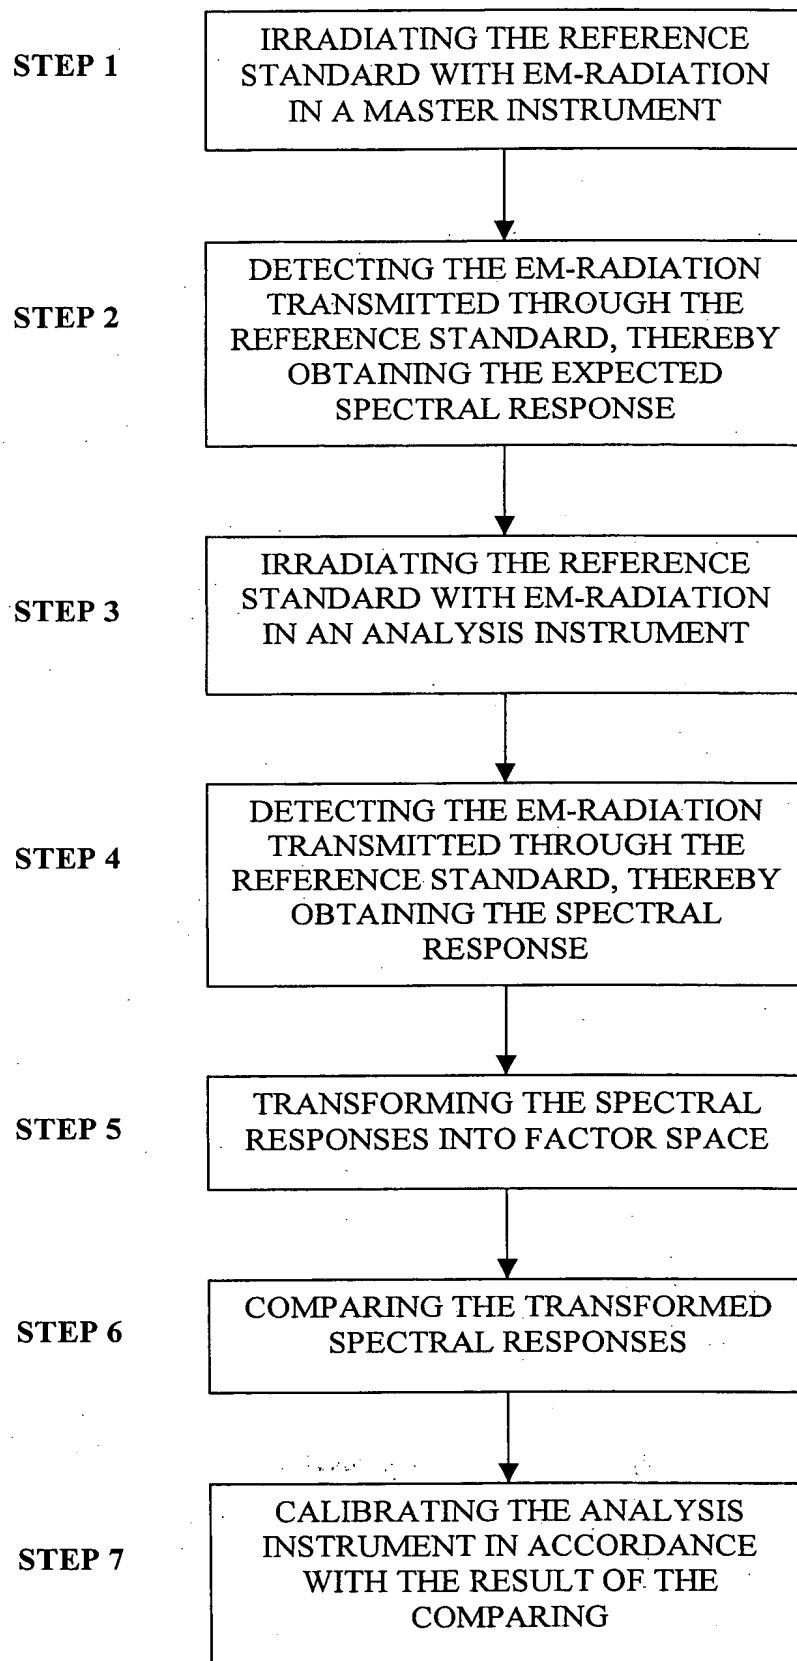 STEP 1
IRRADIATING THE REFERENCE
STANDARD WITH EM-RADIATION
IN A MASTER INSTRUMENT
STEP 2
DETECTING THE EM-RADIATION
TRANSMITTED THROUGH THE
REFERENCE STANDARD, THEREBY
OBTAINING THE EXPECTED
SPECTRAL RESPONSE
STEP 3
IRRADIATING THE REFERENCE
STANDARD WITH EM-RADIATION
IN AN ANALYSIS INSTRUMENT
STEP 4
DETECTING THE EM-RADIATION
TRANSMITTED THROUGH THE
REFERENCE STANDARD, THEREBY
OBTAINING THE SPECTRAL
RESPONSE
STEP 5
TRANSFORMING THE SPECTRAL
RESPONSES INTO FACTOR SPACE
STEP 6
COMPARING THE TRANSFORMED
SPECTRAL RESPONSES
STEP 7
CALIBRATING THE ANALYSIS
INSTRUMENT IN ACCORDANCE
WITH THE RESULT OF THE
COMPARING